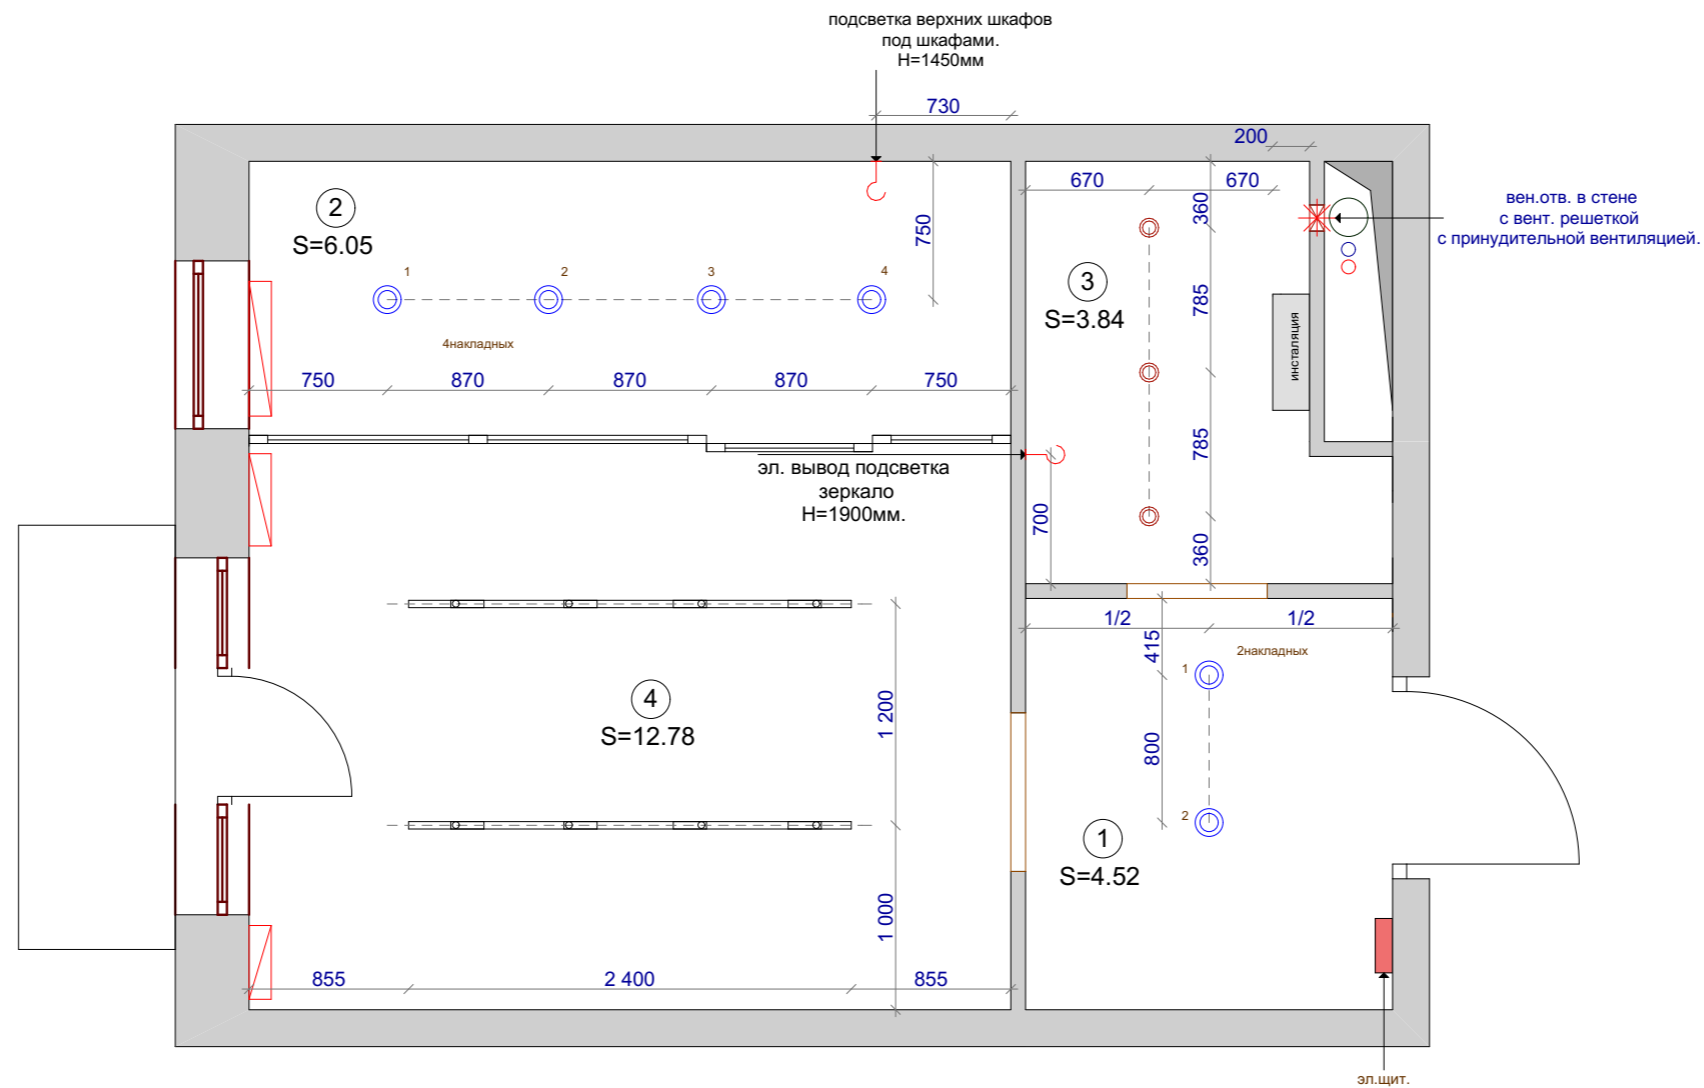 подсветка верхних шкафов
под шкафами.
H=1450мм
730
200
670
670
360
вен.отв. в стене
с вент. решеткой
с принудительной вентиляцией.
2
S=6.05
750
1
2
3
4
4накладных
3
S=3.84
785
инсталяция
750
870
870
870
750
785
эл. вывод подсветка
зеркало
H=1900мм.
700
360
1/2
1/2
415
2накладных
1
4
S=12.78
1 200
800
2
1
S=4.52
1 000
855
2 400
855
эл.щит.